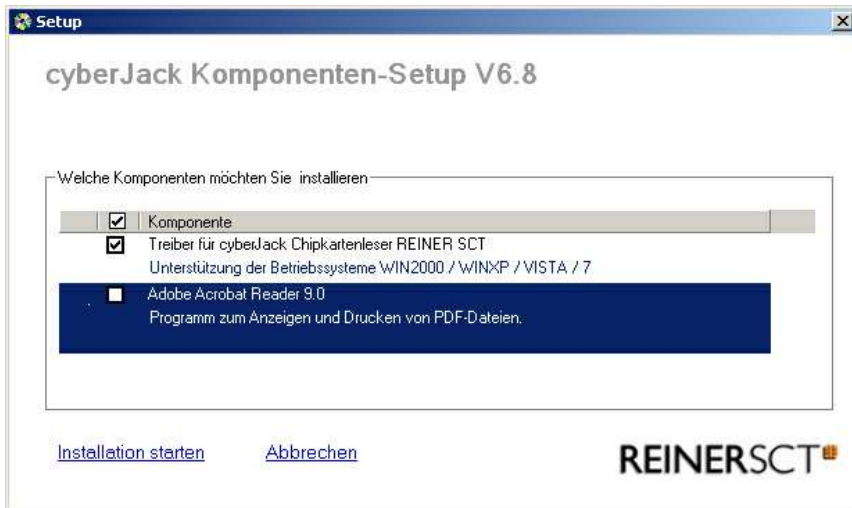 Setup
cyberJack Komponenten-Setup V6.8
Welche Komponenten möchten Sie installieren
Komponente
Treiber für cyberJack Chipkartenleser REINER SCT
Unterstützung der Betriebssysteme WIN2000 / WINXP / VISTA / 7
Adobe Acrobat Reader 9.0
Programm zum Anzeigen und Drucken von PDF-Dateien.
Installation starten Abbrechen
REINERSCT